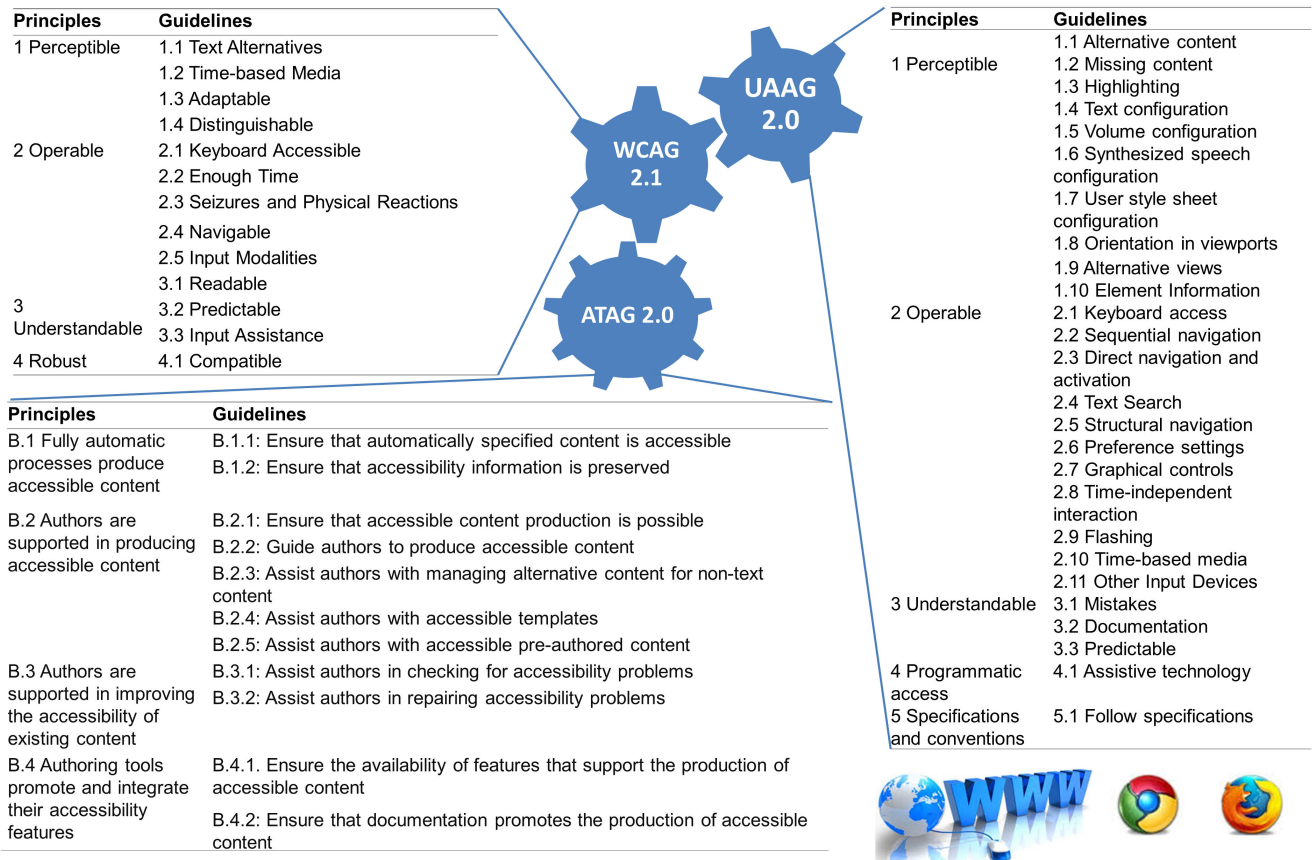 Principles Guidelines
1 Perceptible 1.1 Text Alternatives
1.2 Time-based Media
1.3 Adaptable
1.4 Distinguishable
2 Operable 2.1 Keyboard Accessible
2.2 Enough Time
2.3 Seizures and Physical Reactions
2.4 Navigable
2.5 Input Modalities
3.1 Readable
3
Understandable
3.2 Predictable
3.3 Input Assistance
4 Robust 4.1 Compatible
WCAG
2.1
UAAG
2.0
ATAG 2.0
Principles Guidelines
1.1 Alternative content
1 Perceptible 1.2 Missing content
1.3 Highlighting
1.4 Text configuration
1.5 Volume configuration
1.6 Synthesized speech
configuration
1.7 User style sheet
configuration
1.8 Orientation in viewports
1.9 Alternative views
1.10 Element Information
2 Operable 2.1 Keyboard access
2.2 Sequential navigation
2.3 Direct navigation and
activation
2.4 Text Search
2.5 Structural navigation
2.6 Preference settings
2.7 Graphical controls
2.8 Time-independent
interaction
2.9 Flashing
2.10 Time-based media
2.11 Other Input Devices
3 Understandable 3.1 Mistakes
3.2 Documentation
3.3 Predictable
4 Programmatic
access
4.1 Assistive technology
5 Specifications
and conventions
5.1 Follow specifications
Principles Guidelines
B.1 Fully automatic
processes produce
accessible content
B.1.1: Ensure that automatically specified content is accessible
B.1.2: Ensure that accessibility information is preserved
B.2 Authors are
supported in producing
accessible content
B.2.1: Ensure that accessible content production is possible
B.2.2: Guide authors to produce accessible content
B.2.3: Assist authors with managing alternative content for non-text
content
B.2.4: Assist authors with accessible templates
B.2.5: Assist authors with accessible pre-authored content
B.3 Authors are
supported in improving
the accessibility of
existing content
B.3.1: Assist authors in checking for accessibility problems
B.3.2: Assist authors in repairing accessibility problems
B.4 Authoring tools
promote and integrate
their accessibility
features
B.4.1. Ensure the availability of features that support the production of
accessible content
B.4.2: Ensure that documentation promotes the production of accessible
content
WWW